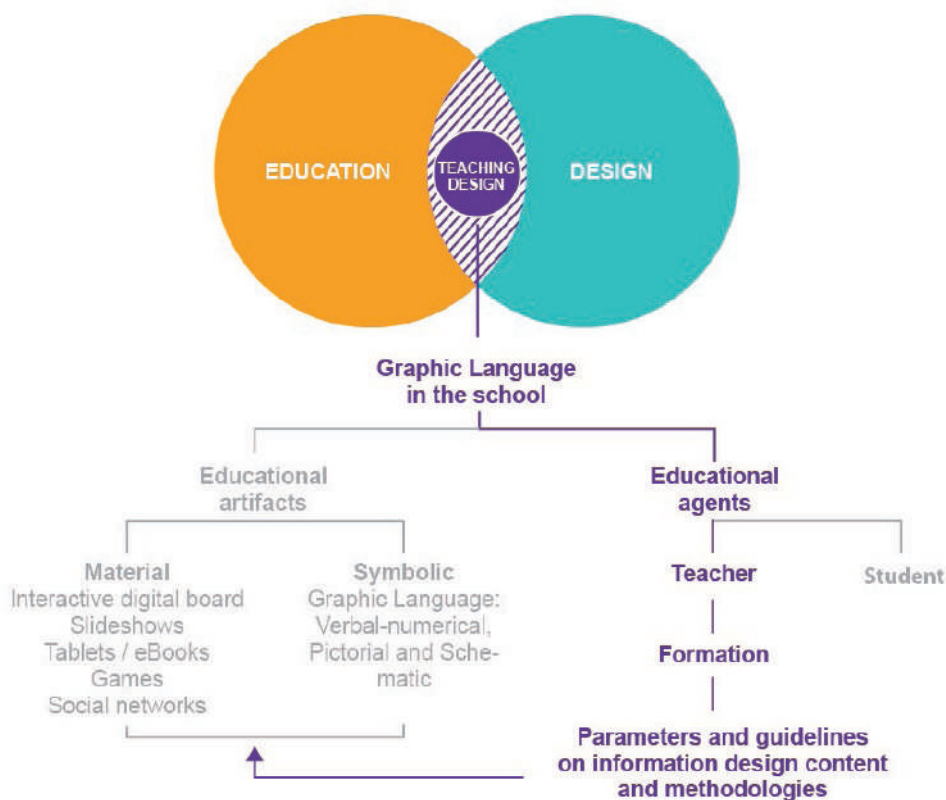 EDUCATION
TEACHING
DESIGN
DESIGN
Graphic Language
in the school
Educational
artifacts
Educational
agents
Material
Interactive digital board
Slideshows
Tablets / eBooks
Games
Social networks
Symbolic
Graphic Language:
Verbal-numerical,
Pictorial and Sche-
matic
Teacher
Student
Formation
Parameters and guidelines
on information design content
and methodologies